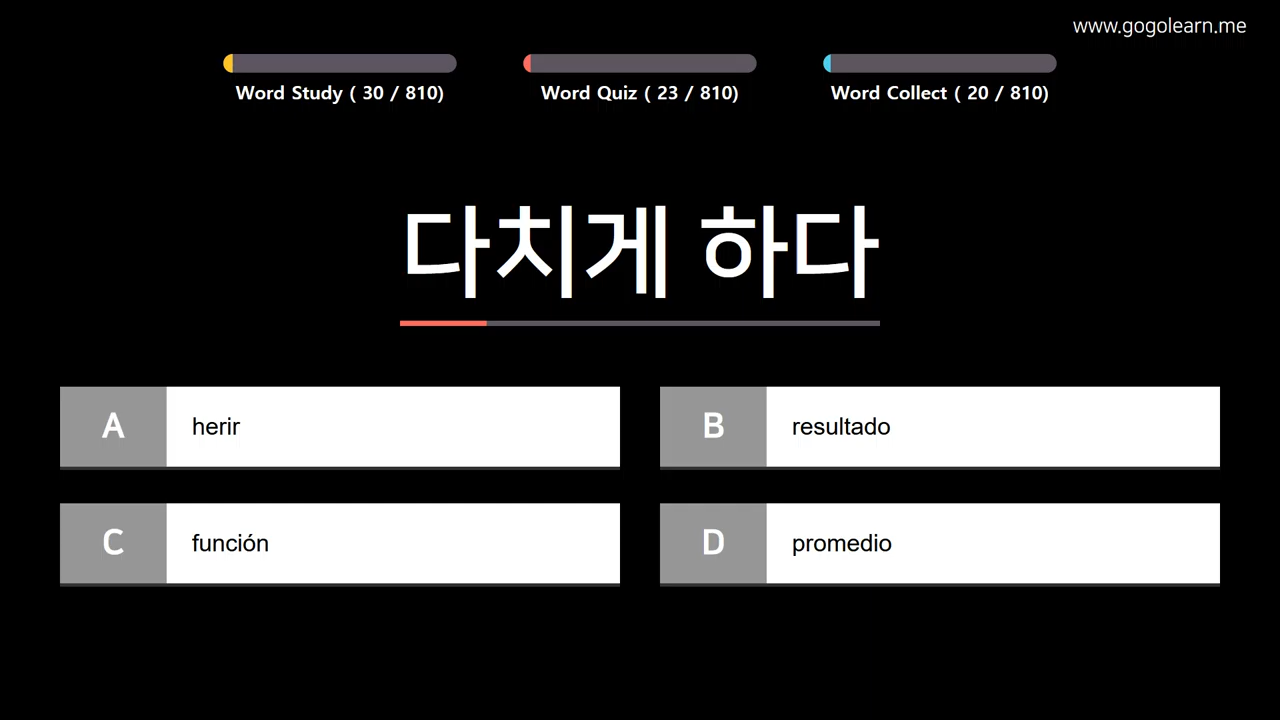 www.gogolearn.me
Word Study ( 30 / 810)
Word Quiz ( 23 / 810)
Word Collect ( 20 / 810)
다치게 하다
A herir
B resultado
C función
D promedio